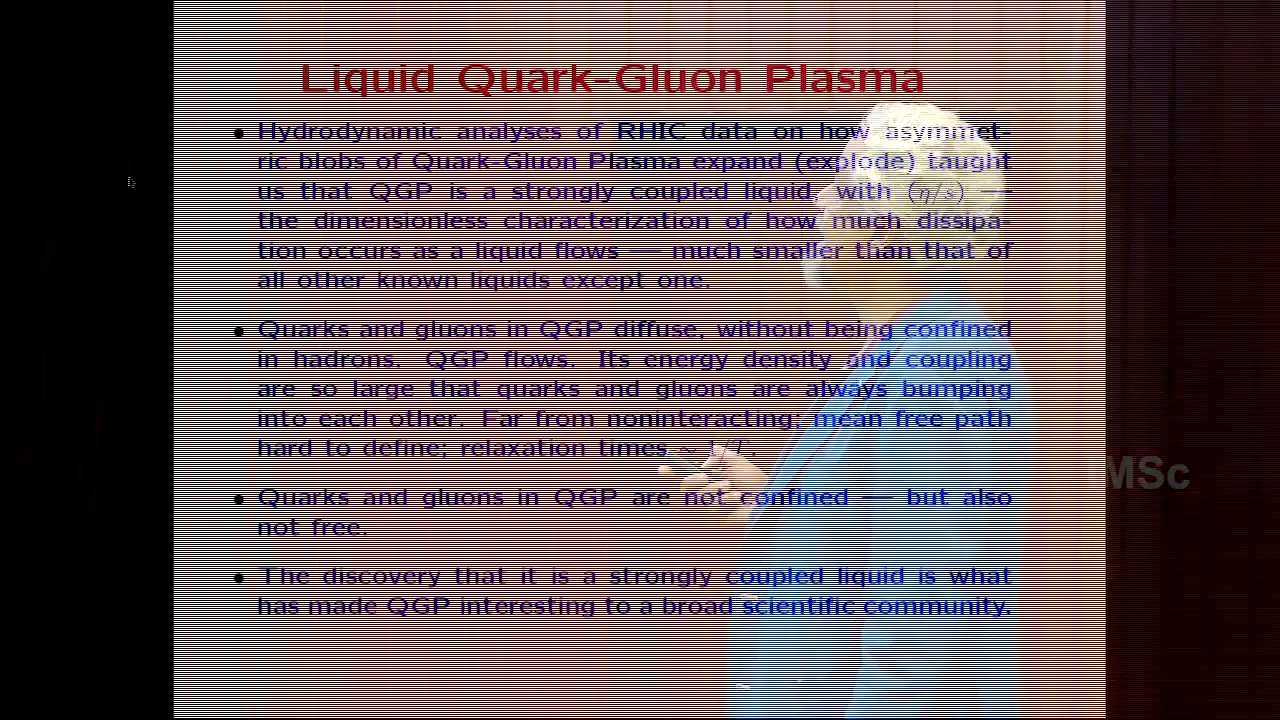 Liquid Quark-Gluon Plasma
• Hydrodynamic analyses of RHIC data on how asymmet-
ric blobs of Quark-Gluon Plasma expand (explode) taught
us that QGP is a strongly coupled liquid, with (η/s) —
the dimensionless characterization of how much dissipa-
tion occurs as a liquid flows — much smaller than that of
all other known liquids except one.
• Quarks and gluons in QGP diffuse, without being confined
in hadrons. QGP flows. Its energy density and coupling
are so large that quarks and gluons are always bumping
into each other. Far from noninteracting; mean free path
hard to define; relaxation times ∼ 1/T.
• Quarks and gluons in QGP are not confined — but also
not free.
• The discovery that it is a strongly coupled liquid is what
has made QGP interesting to a broad scientific community.
IMSc